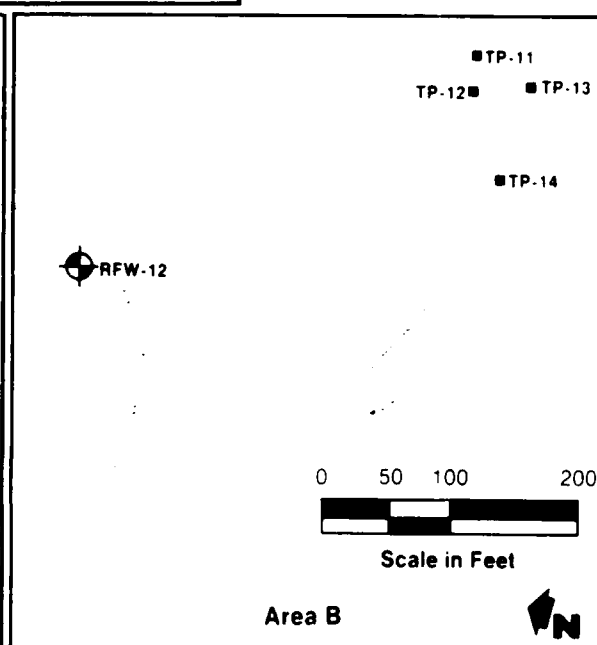 TP-11
TP-12 TP-13
TP-14
RFW-12
0 50 100 200
Scale in Feet
Area B
N